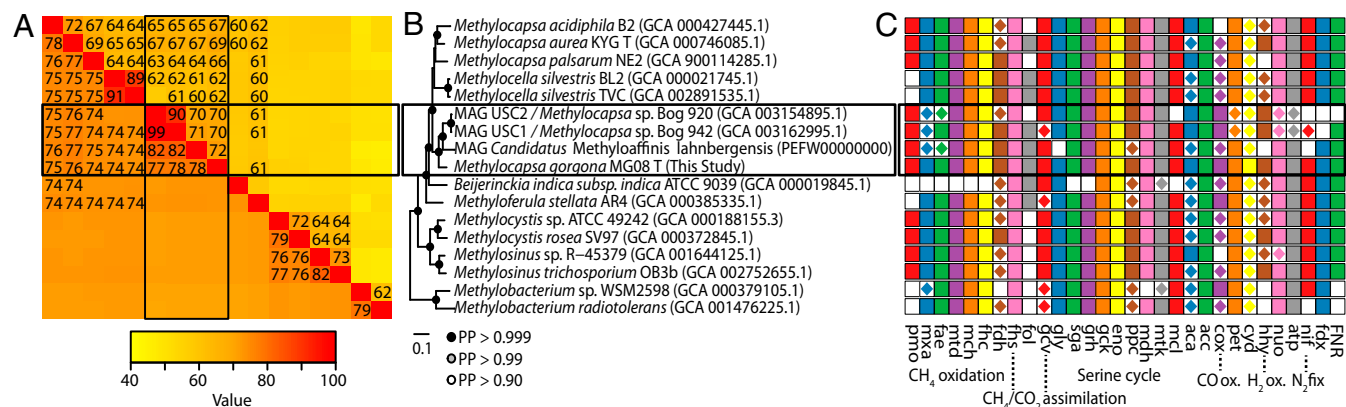 A
72 67 64 64 65 65 65 67 60 62
78 69 65 65 67 67 67 69 60 62
76 77 64 64 63 64 66 61
75 75 75 89 62 62 61 62 60
75 75 75 91 61 60 62 60
75 76 74 90 70 70 61
75 77 74 74 74 99 71 70 61
76 77 75 74 74 82 82 72
75 76 74 74 74 77 78 78 61
74 74
74 74 74 74 74
72 64 64
79 64 64
76 76 73
77 76 82
62
79
40 60 80 100
Value
B
Methylocapsa acidiphila B2 (GCA 000427445.1)
Methylocapsa aurea KYG T (GCA 000746085.1)
Methylocapsa palsarum NE2 (GCA 900114285.1)
Methylocella silvestris BL2 (GCA 000021745.1)
Methylocella silvestris TVC (GCA 002891535.1)
MAG USC2 / Methylocapsa sp. Bog 920 (GCA 003154895.1)
MAG USC1 / Methylocapsa sp. Bog 942 (GCA 003162995.1)
MAG Candidatus Methyloaffinis lahnbergensis (PEFW00000000)
Methylocapsa gorgona MG08 T (This Study)
Beijerinckia indica subsp. indica ATCC 9039 (GCA 000019845.1)
Methyloferula stellata AR4 (GCA 000385335.1)
Methylocystis sp. ATCC 49242 (GCA 000188155.3)
Methylocystis rosea SV97 (GCA 000372845.1)
Methylosinus sp. R−45379 (GCA 001644125.1)
Methylosinus trichosporium OB3b (GCA 002752655.1)
Methylobacterium sp. WSM2598 (GCA 000379105.1)
Methylobacterium radiotolerans (GCA 001476225.1)
0.1
PP > 0.999
PP > 0.99
PP > 0.90
C
pmo mxa fae mtd mch fhc fdh fhs fol gcv gly sga grh gck eno ppc mdh mtk mcl aca acc cox pet cyd hhy nuo atp nif fdx FNR
CH4 oxidation
CH4/CO2 assimilation
Serine cycle
CO ox.
H2 ox.
N2 fix